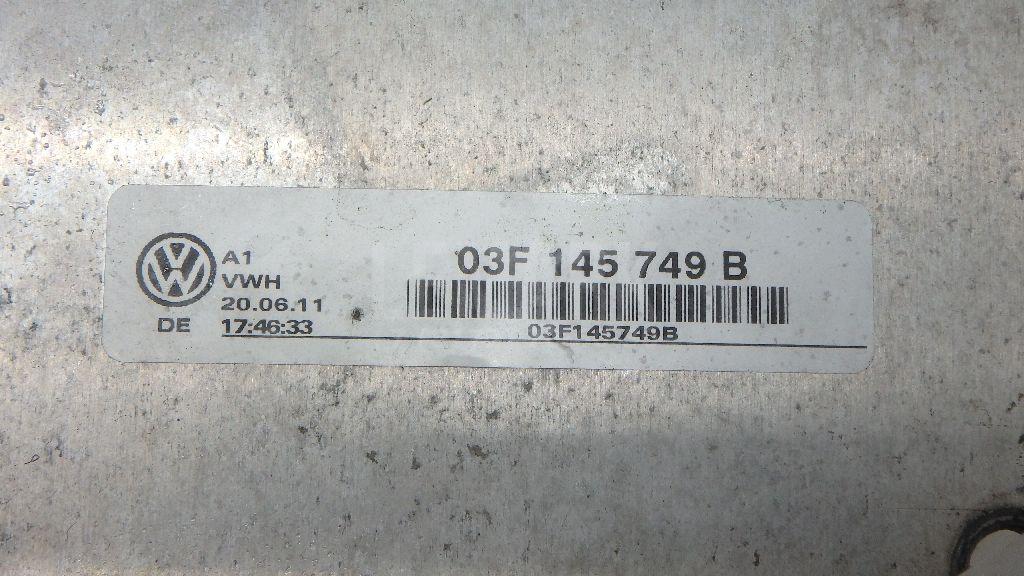 A1
VWH
20.06.11
DE 17:46:33
03F 145 749 B
03F145749B